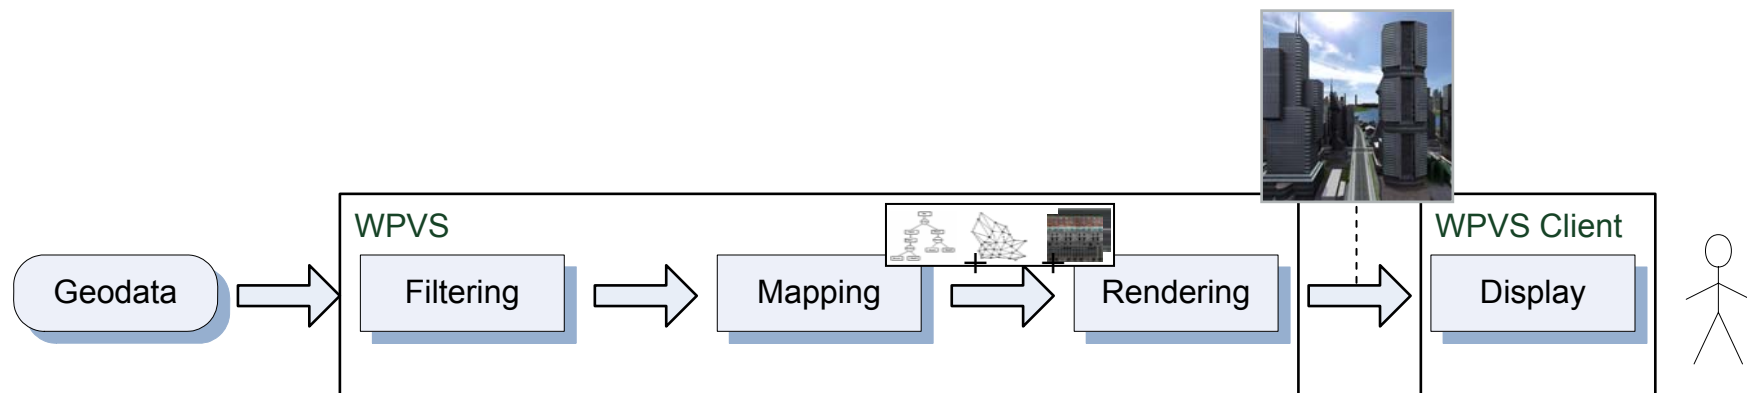 WPVS
WPVS Client
Geodata
Filtering
Mapping
Rendering
Display